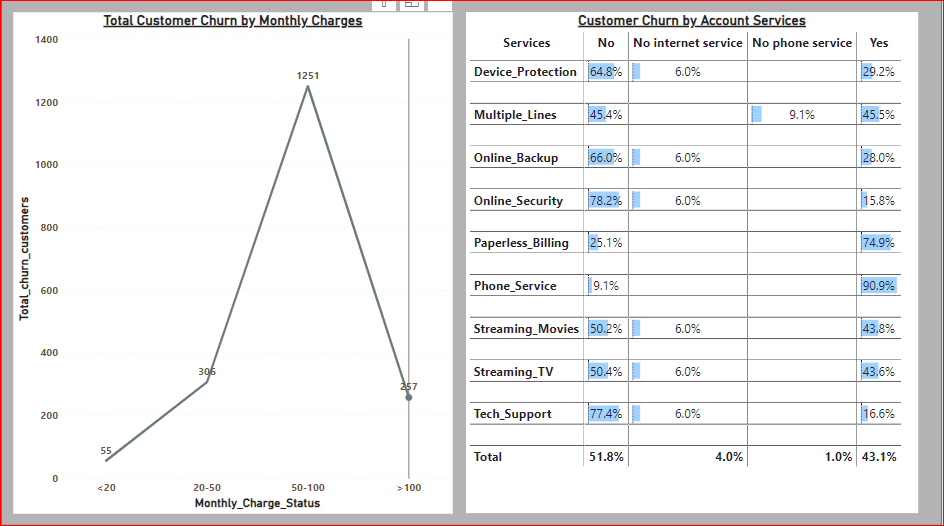 Total Customer Churn by Monthly Charges
1400
1200
1000
800
600
400
200
0
Total_churn_customers
55
306
1251
257
<20
20-50
50-100
>100
Monthly_Charge_Status
Customer Churn by Account Services
Services No No internet service No phone service Yes
Device_Protection 64.8% 6.0% 29.2%
Multiple_Lines 45.4% 9.1% 45.5%
Online_Backup 66.0% 6.0% 28.0%
Online_Security 78.2% 6.0% 15.8%
Paperless_Billing 25.1% 74.9%
Phone_Service 9.1% 90.9%
Streaming_Movies 50.2% 6.0% 43.8%
Streaming_TV 50.4% 6.0% 43.6%
Tech_Support 77.4% 6.0% 16.6%
Total 51.8% 4.0% 1.0% 43.1%